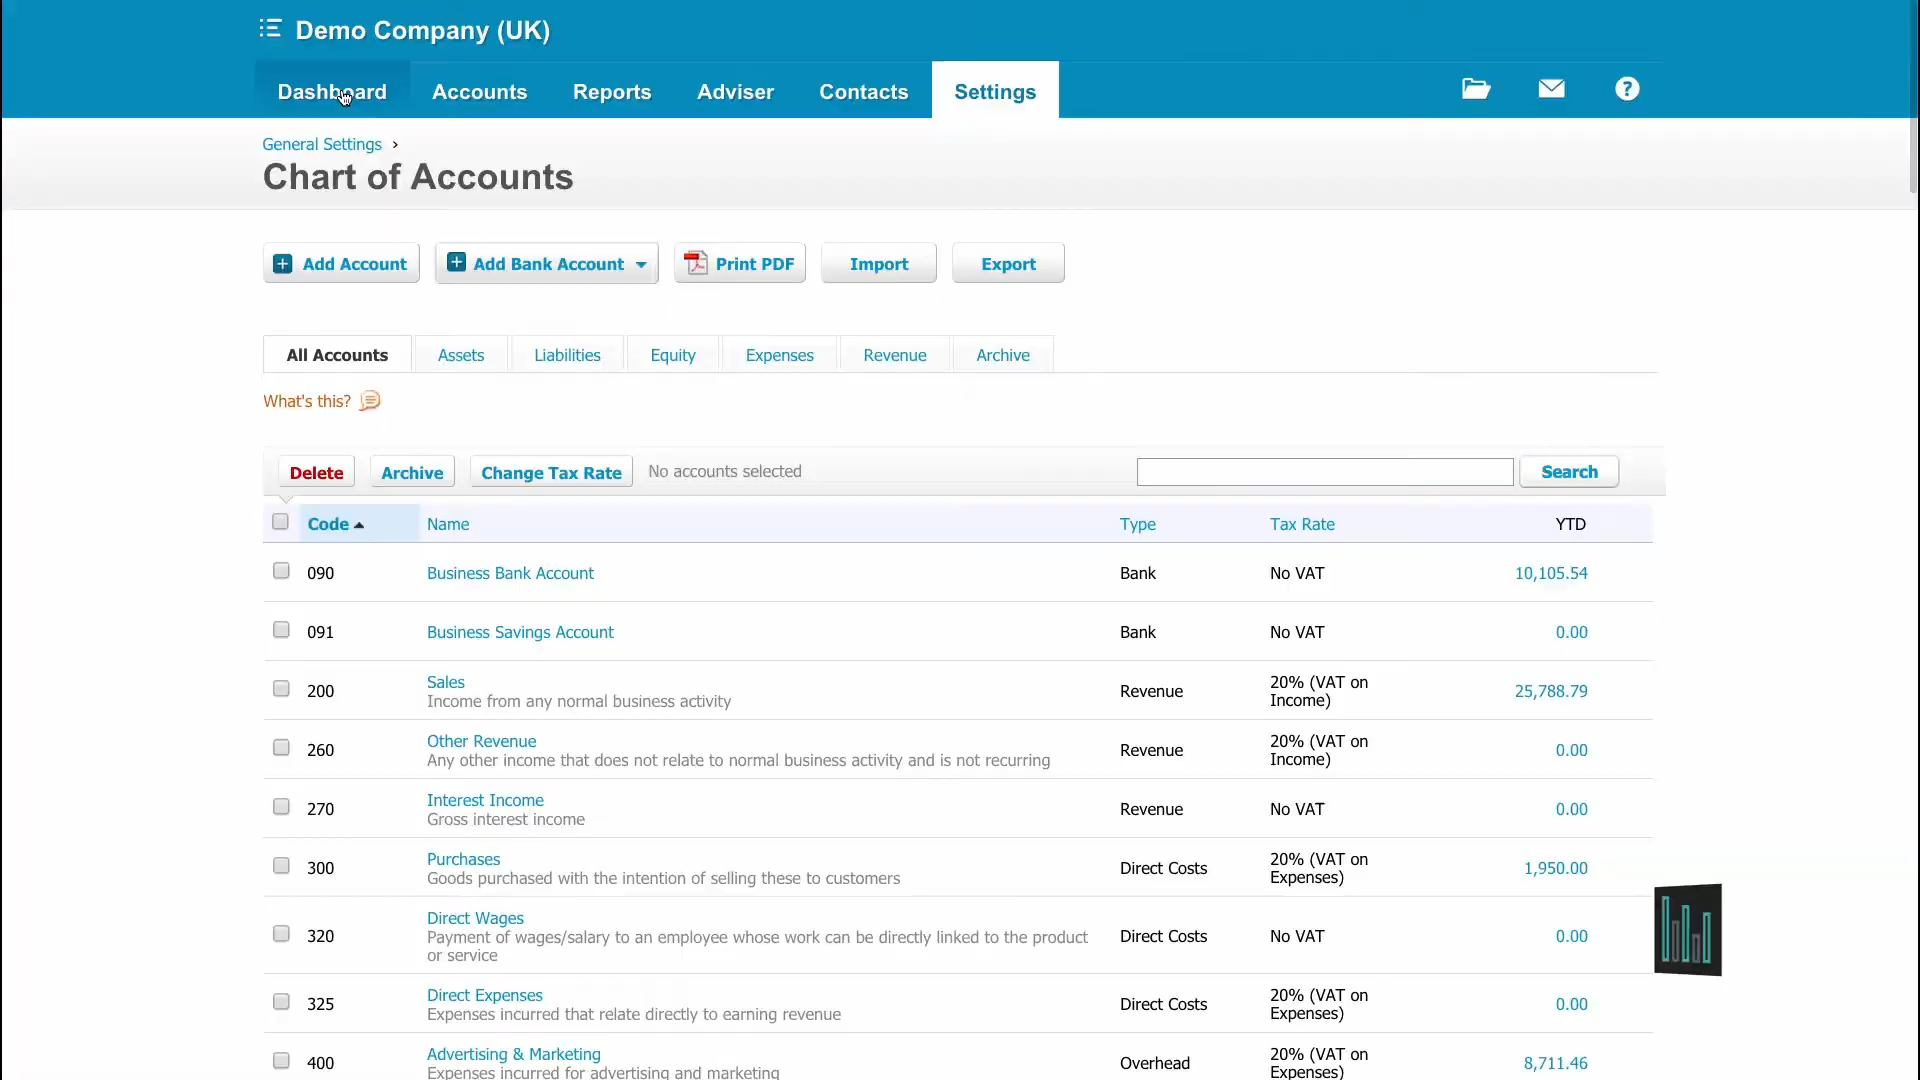 Demo Company (UK)
Dashboard Accounts Reports Adviser Contacts Settings ?
General Settings ›
Chart of Accounts
Add Account Add Bank Account Print PDF Import Export
All Accounts Assets Liabilities Equity Expenses Revenue Archive
What's this?
Delete Archive Change Tax Rate No accounts selected Search
Code Name Type Tax Rate YTD
090 Business Bank Account Bank No VAT 10,105.54
091 Business Savings Account Bank No VAT 0.00
200 Sales Revenue 20% (VAT on 25,788.79
Income from any normal business activity Income)
260 Other Revenue Revenue 20% (VAT on 0.00
Any other income that does not relate to normal business activity and is not recurring Income)
270 Interest Income Revenue No VAT 0.00
Gross interest income
300 Purchases Direct Costs 20% (VAT on 1,950.00
Goods purchased with the intention of selling these to customers Expenses)
320 Direct Wages Direct Costs No VAT 0.00
Payment of wages/salary to an employee whose work can be directly linked to the product
or service
325 Direct Expenses Direct Costs 20% (VAT on 0.00
Expenses incurred that relate directly to earning revenue Expenses)
400 Advertising & Marketing Overhead 20% (VAT on 8,711.46
Expenses incurred for advertising and marketing Expenses)